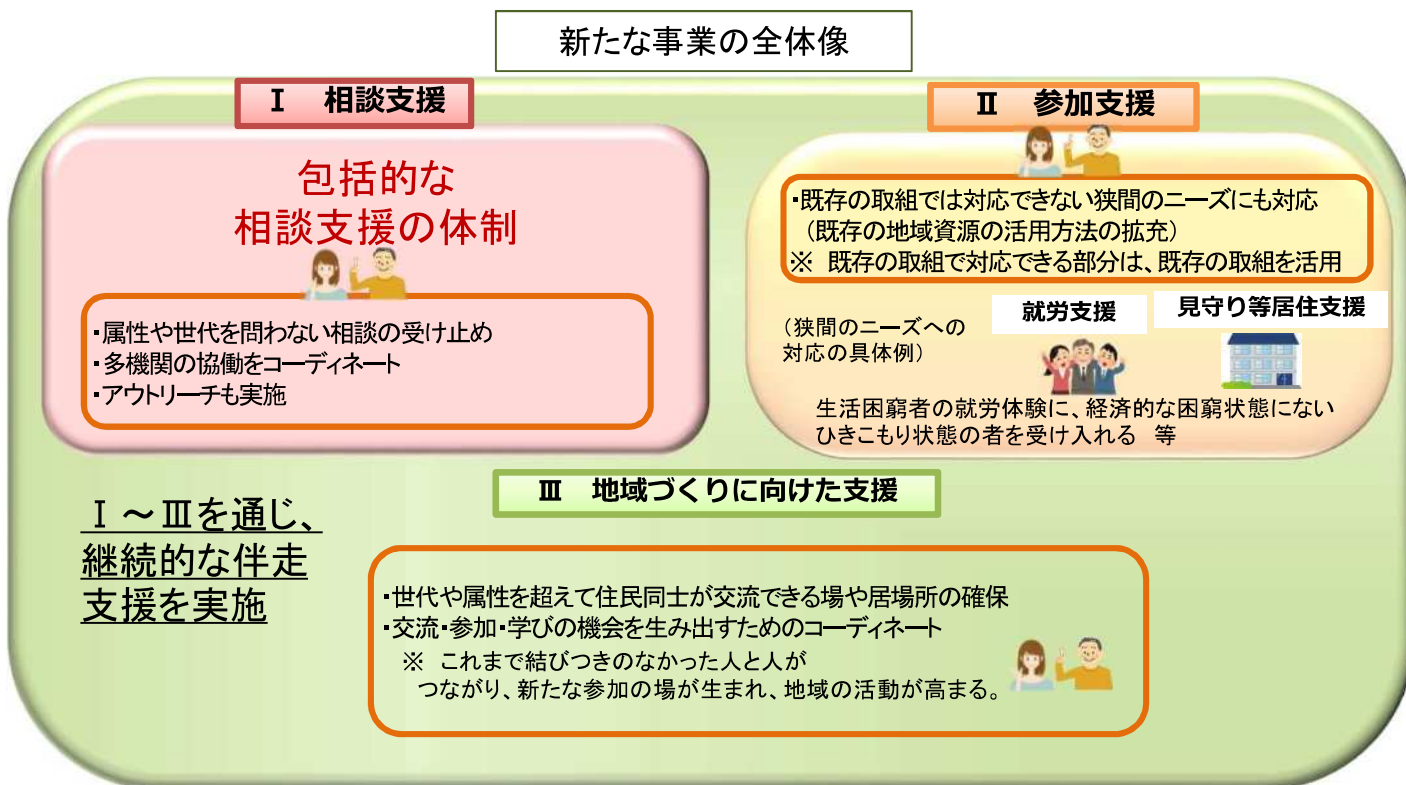 新たな事業の全体像
Ⅰ 相談支援
包括的な
相談支援の体制
・属性や世代を問わない相談の受け止め
・多機関の協働をコーディネート
・アウトリーチも実施
Ⅱ 参加支援
・既存の取組では対応できない狭間のニーズにも対応
（既存の地域資源の活用方法の拡充）
※ 既存の取組で対応できる部分は、既存の取組を活用
（狭間のニーズへの
対応の具体例）
就労支援
見守り等居住支援
生活困窮者の就労体験に、経済的な困窮状態にない
ひきこもり状態の者を受け入れる 等
Ⅲ 地域づくりに向けた支援
Ⅰ～Ⅲを通じ、
継続的な伴走
支援を実施
・世代や属性を超えて住民同士が交流できる場や居場所の確保
・交流・参加・学びの機会を生み出すためのコーディネート
※ これまで結びつきのなかった人と人が
つながり、新たな参加の場が生まれ、地域の活動が高まる。